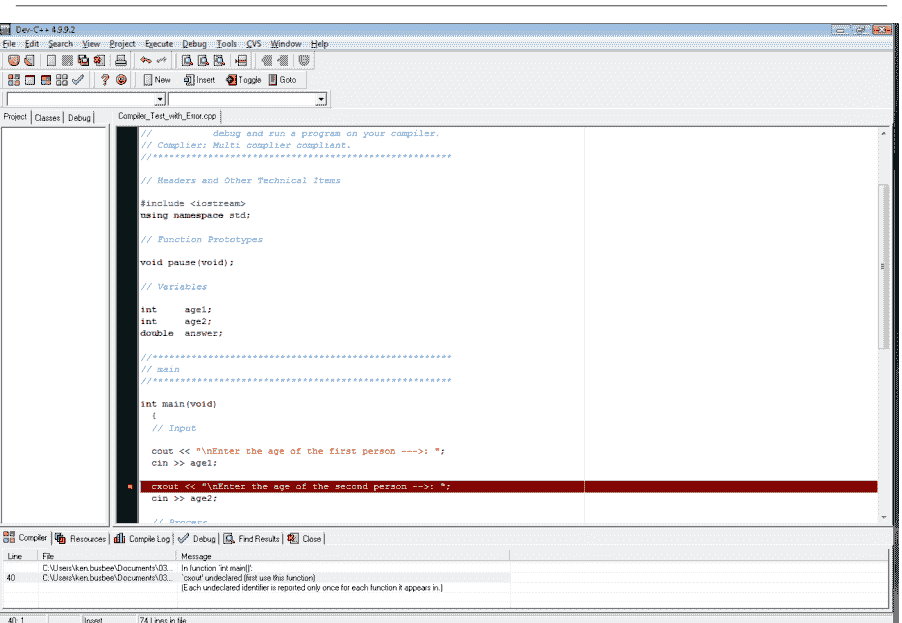 Dev-C++ 4.9.9.2
File Edit Search View Project Execute Debug Tools CVS Window Help
New Insert Toggle Goto
Project Classes Debug
Compiler_Test_with_Error.cpp
// debug and run a program on your compiler.
// Complier: Multi complier compliant.
//******************************************************
// Headers and Other Technical Items
#include <iostream>
using namespace std;
// Function Prototypes
void pause(void);
// Variables
int age1;
int age2;
double answer;
//******************************************************
// main
//******************************************************
int main(void)
{
// Input
cout << "\nEnter the age of the first person --->: ";
cin >> age1;
cxout << "\nEnter the age of the second person -->: ";
cin >> age2;
// Process
Compiler Resources Compile Log Debug Find Results Close
Line File Message
C:\Users\ken.busbee\Documents\03... In function `int main()':
40 C:\Users\ken.busbee\Documents\03... `cxout' undeclared (first use this function)
(Each undeclared identifier is reported only once for each function it appears in.)
40: 1 Insert 74 Lines in file